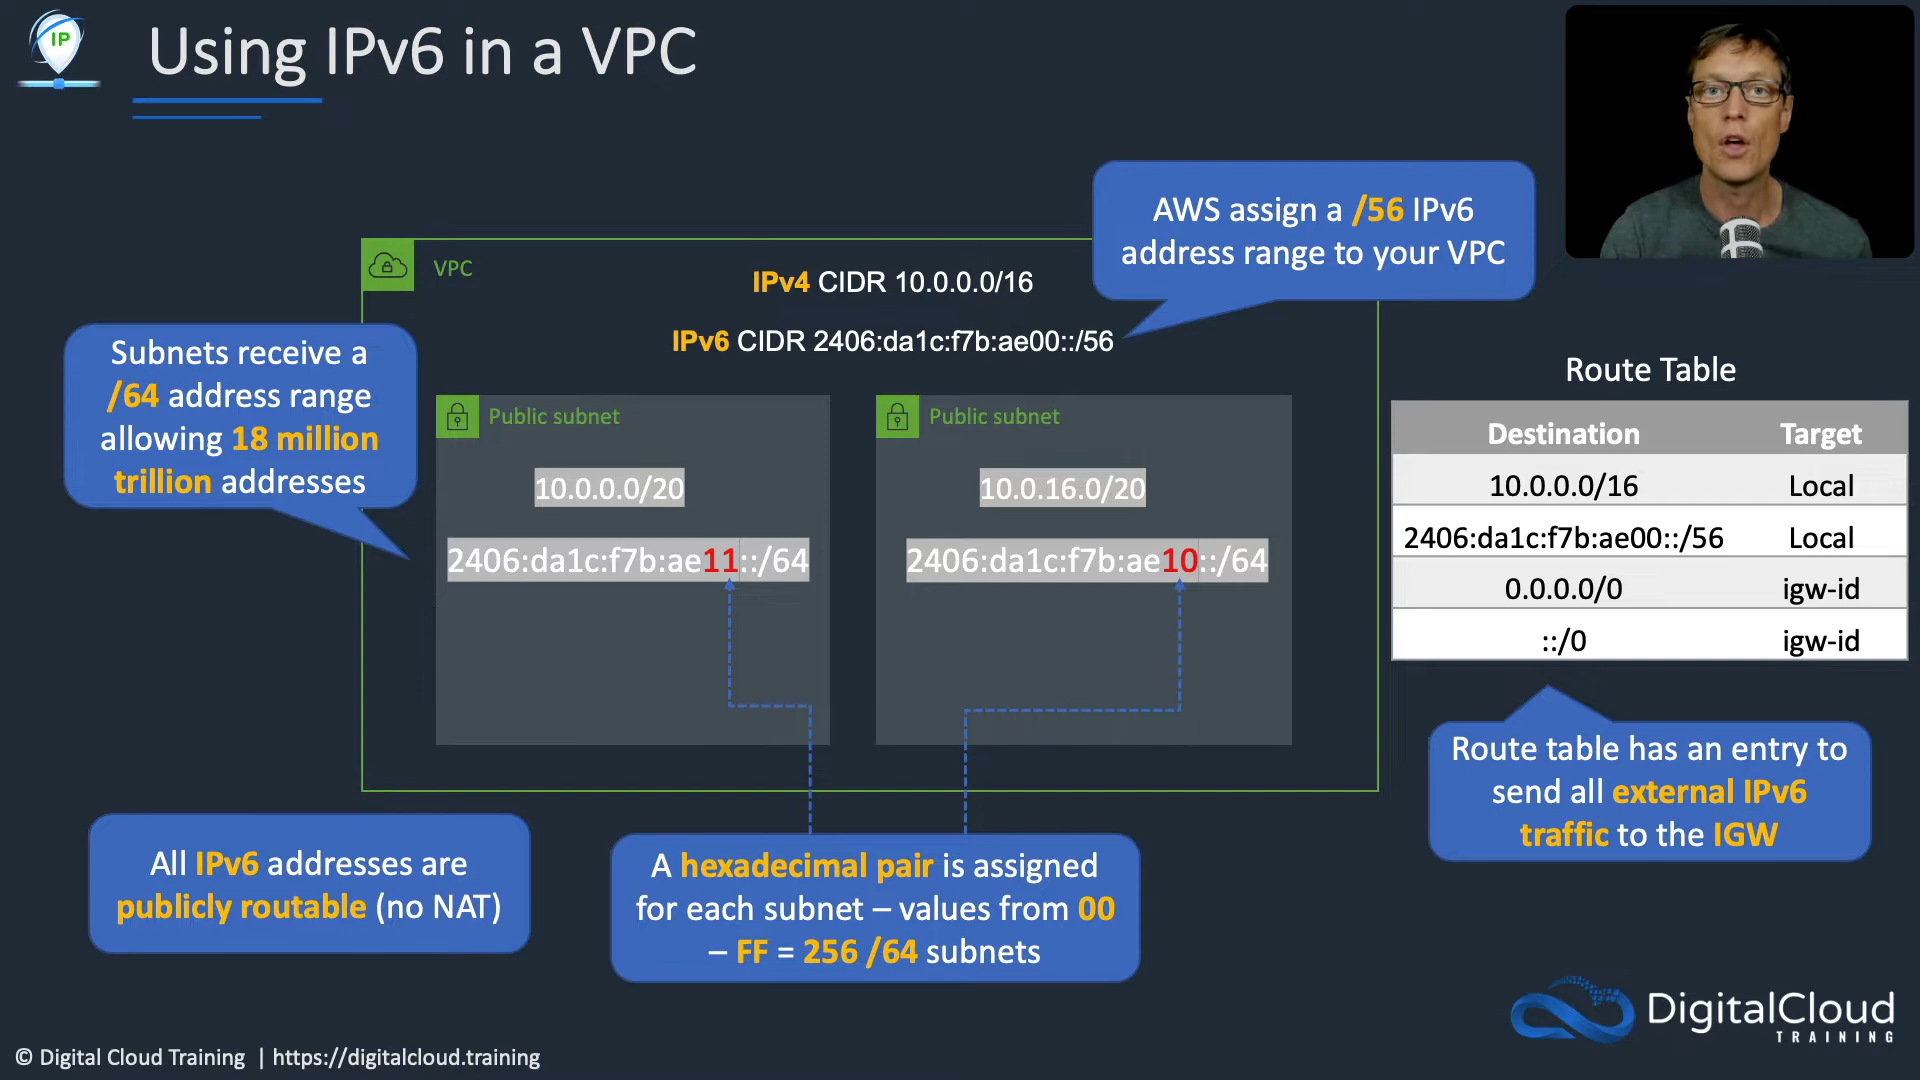 IP
Using IPv6 in a VPC
AWS assign a /56 IPv6
address range to your VPC
VPC
IPv4 CIDR 10.0.0.0/16
IPv6 CIDR 2406:da1c:f7b:ae00::/56
Subnets receive a
/64 address range
allowing 18 million
trillion addresses
Public subnet
10.0.0.0/20
2406:da1c:f7b:ae11::/64
Public subnet
10.0.16.0/20
2406:da1c:f7b:ae10::/64
Route Table
Destination Target
10.0.0.0/16 Local
2406:da1c:f7b:ae00::/56 Local
0.0.0.0/0 igw-id
::/0 igw-id
Route table has an entry to
send all external IPv6
traffic to the IGW
All IPv6 addresses are
publicly routable (no NAT)
A hexadecimal pair is assigned
for each subnet – values from 00
– FF = 256 /64 subnets
DigitalCloud
TRAINING
© Digital Cloud Training | https://digitalcloud.training